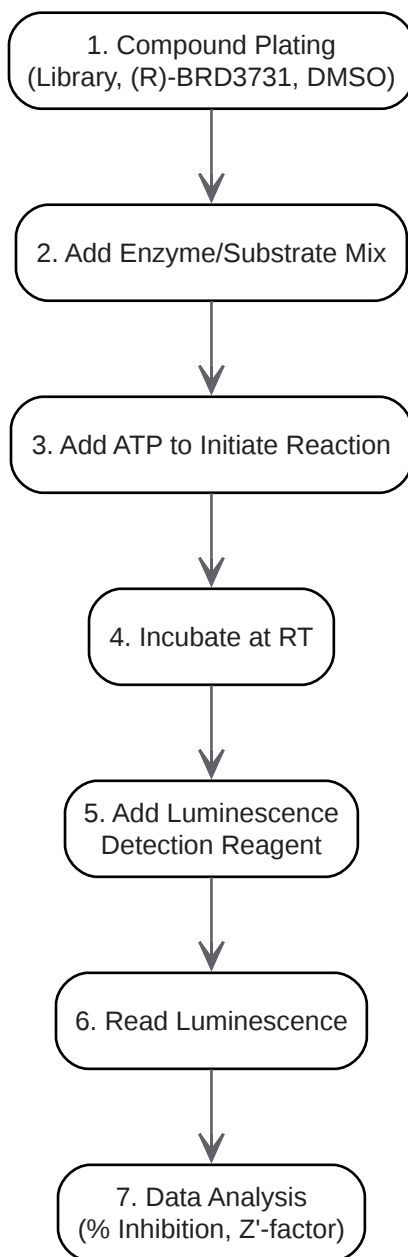 1. Compound Plating
(Library, (R)-BRD3731, DMSO)
2. Add Enzyme/Substrate Mix
3. Add ATP to Initiate Reaction
4. Incubate at RT
5. Add Luminescence
Detection Reagent
6. Read Luminescence
7. Data Analysis
(% Inhibition, Z'-factor)